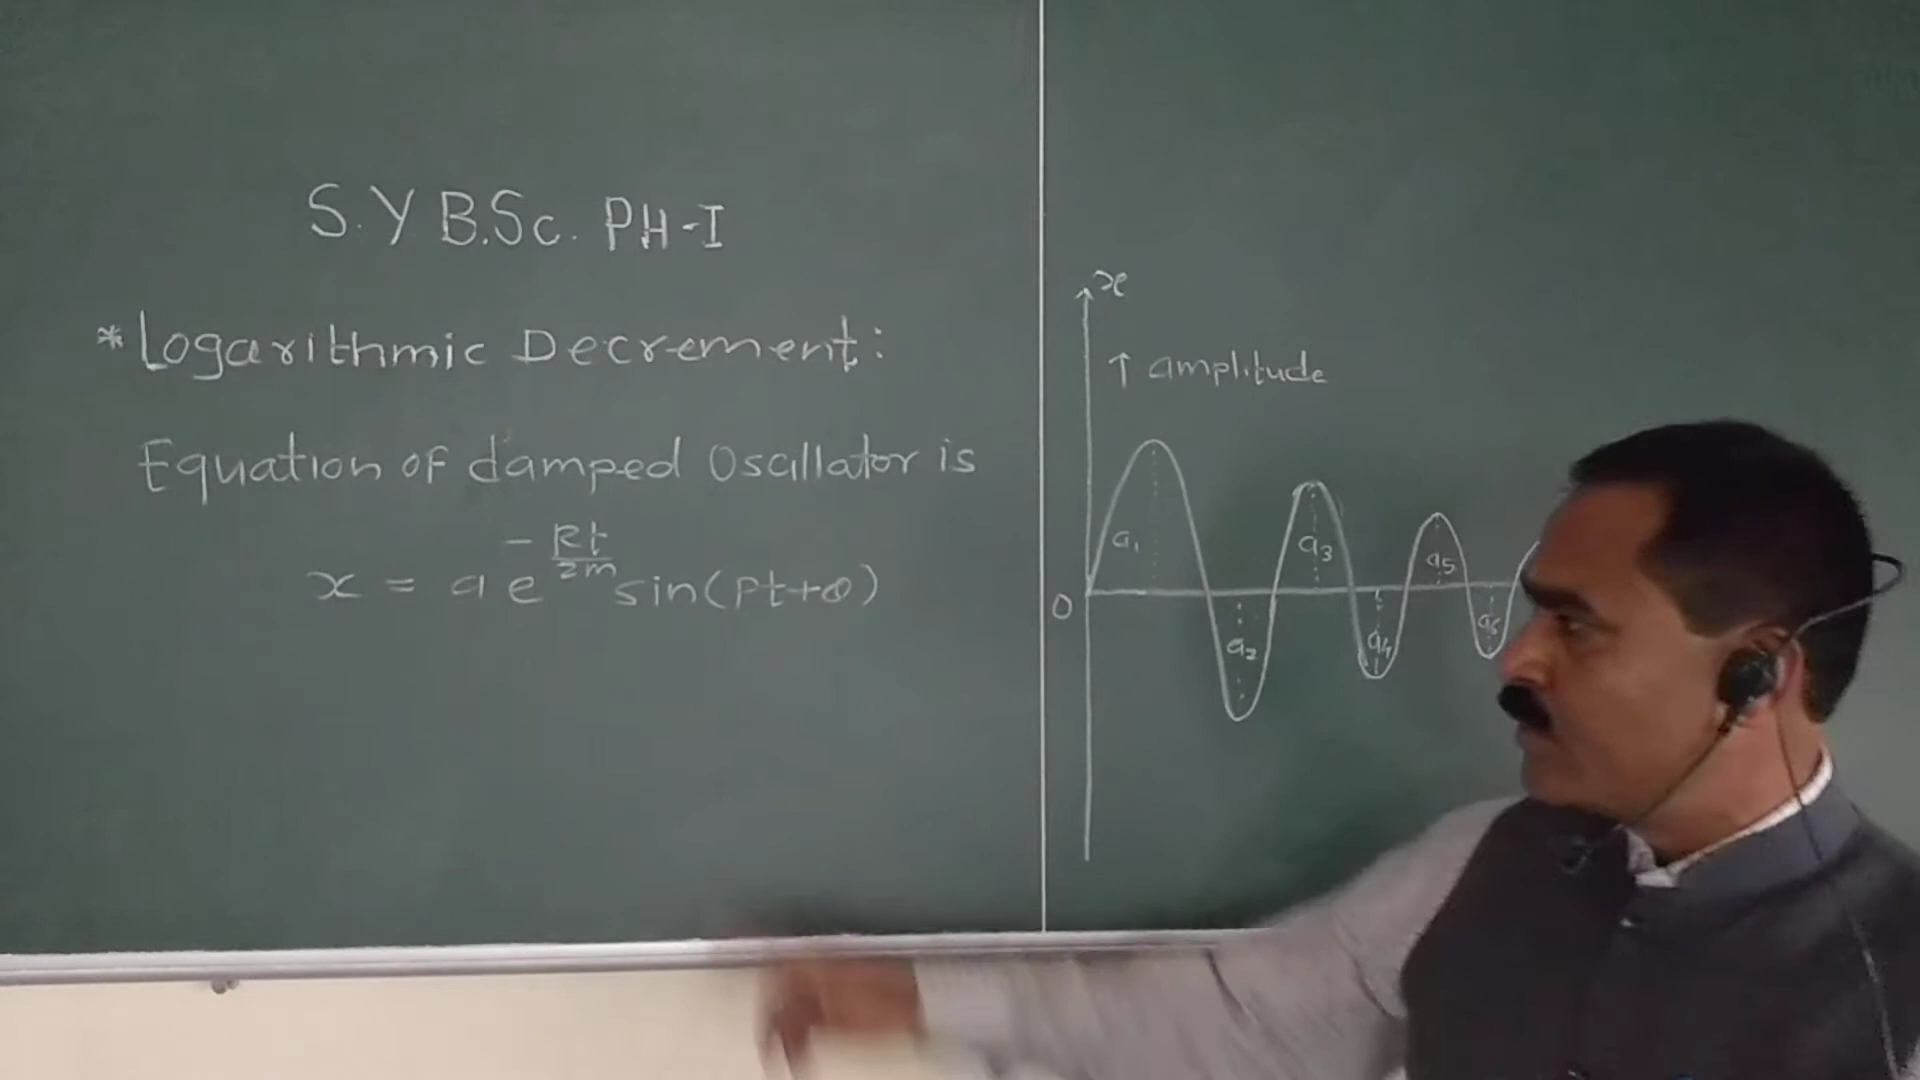 S.Y B.Sc. PH-I
* Logarithmic Decrement:
Equation of damped Oscillator is
x = a e^{-Rt/2m} sin(pt+θ)
x
↑ amplitude
a₁ a₃ a₅
O
a₂ a₄ a₆